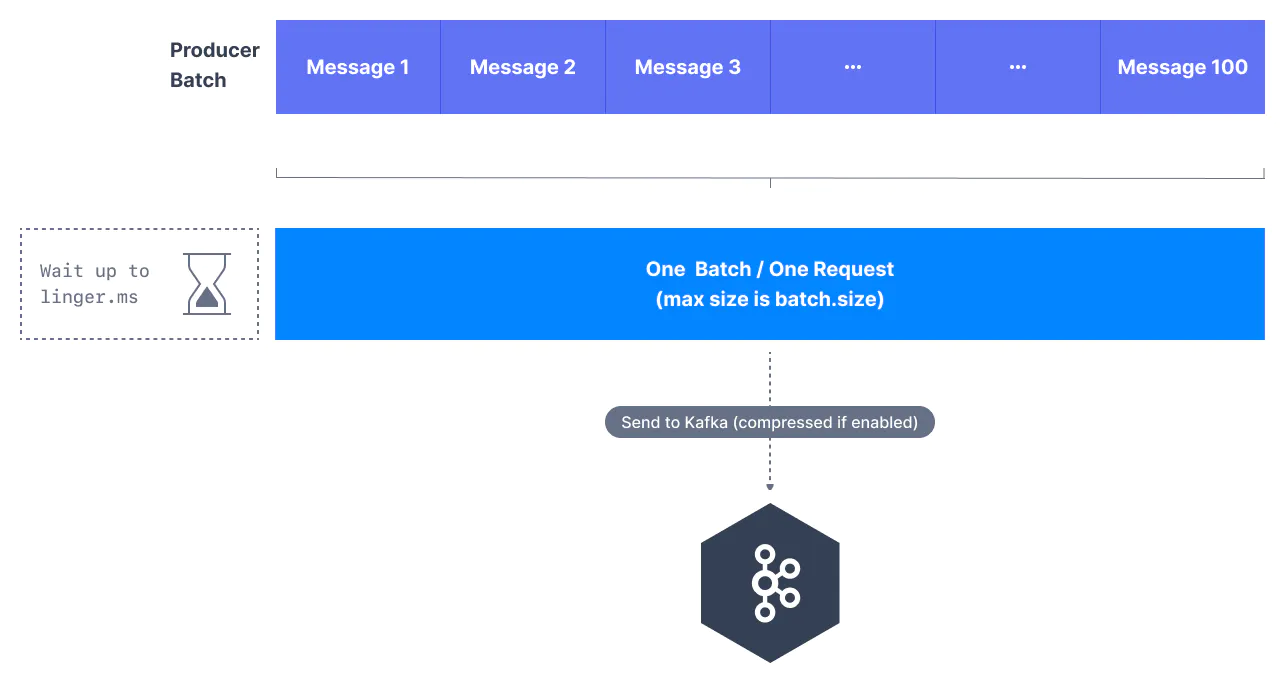 Producer
Batch
Message 1
Message 2
Message 3
...
...
Message 100
Wait up to
linger.ms
One Batch / One Request
(max size is batch.size)
Send to Kafka (compressed if enabled)